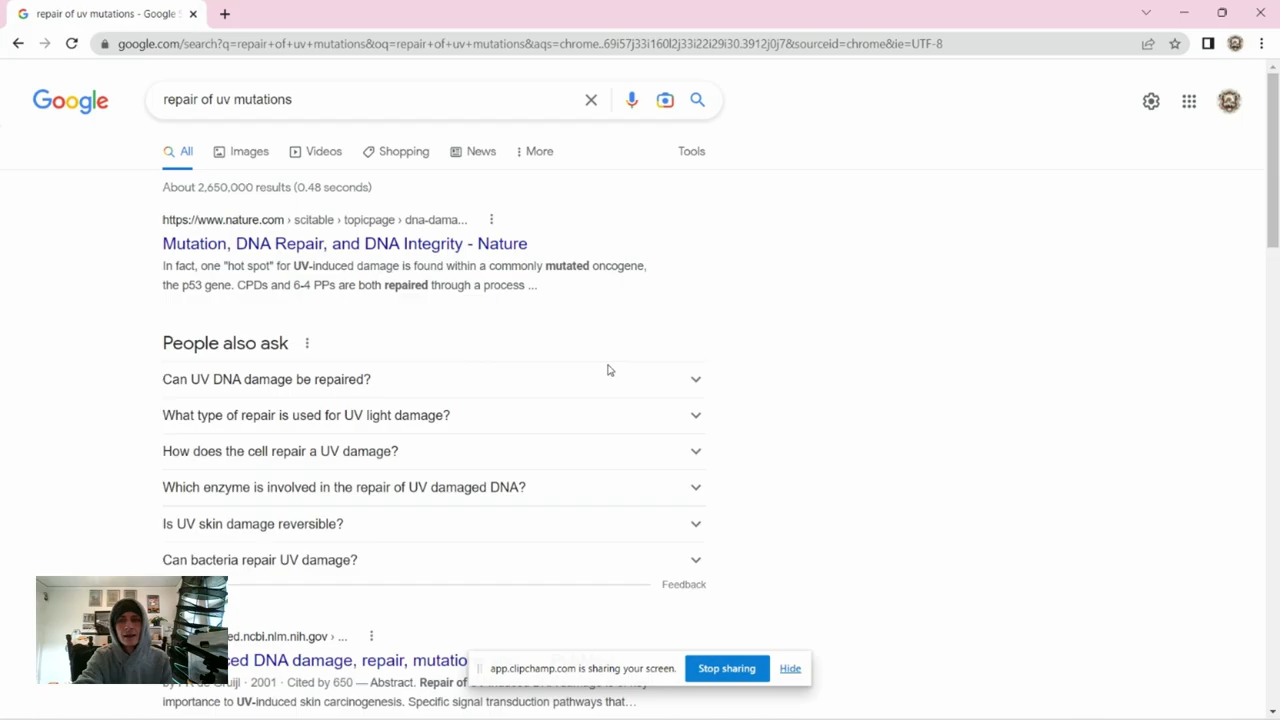 repair of uv mutations - Google S
google.com/search?q=repair+of+uv+mutations&oq=repair+of+uv+mutations&aqs=chrome..69i57j33i160l2j33i22i29i30.3912j0j7&sourceid=chrome&ie=UTF-8
Google
repair of uv mutations
All
Images
Videos
Shopping
News
More
Tools
About 2,650,000 results (0.48 seconds)
https://www.nature.com › scitable › topicpage › dna-dama...
Mutation, DNA Repair, and DNA Integrity - Nature
In fact, one "hot spot" for UV-induced damage is found within a commonly mutated oncogene,
the p53 gene. CPDs and 6-4 PPs are both repaired through a process ...
People also ask
Can UV DNA damage be repaired?
What type of repair is used for UV light damage?
How does the cell repair a UV damage?
Which enzyme is involved in the repair of UV damaged DNA?
Is UV skin damage reversible?
Can bacteria repair UV damage?
Feedback
ed.ncbi.nlm.nih.gov › ...
ced DNA damage, repair, mutatio
app.clipchamp.com is sharing your screen.
Stop sharing
Hide
2001 · Cited by 650 — Abstract. Repair of
importance to UV-induced skin carcinogenesis. Specific signal transduction pathways that...